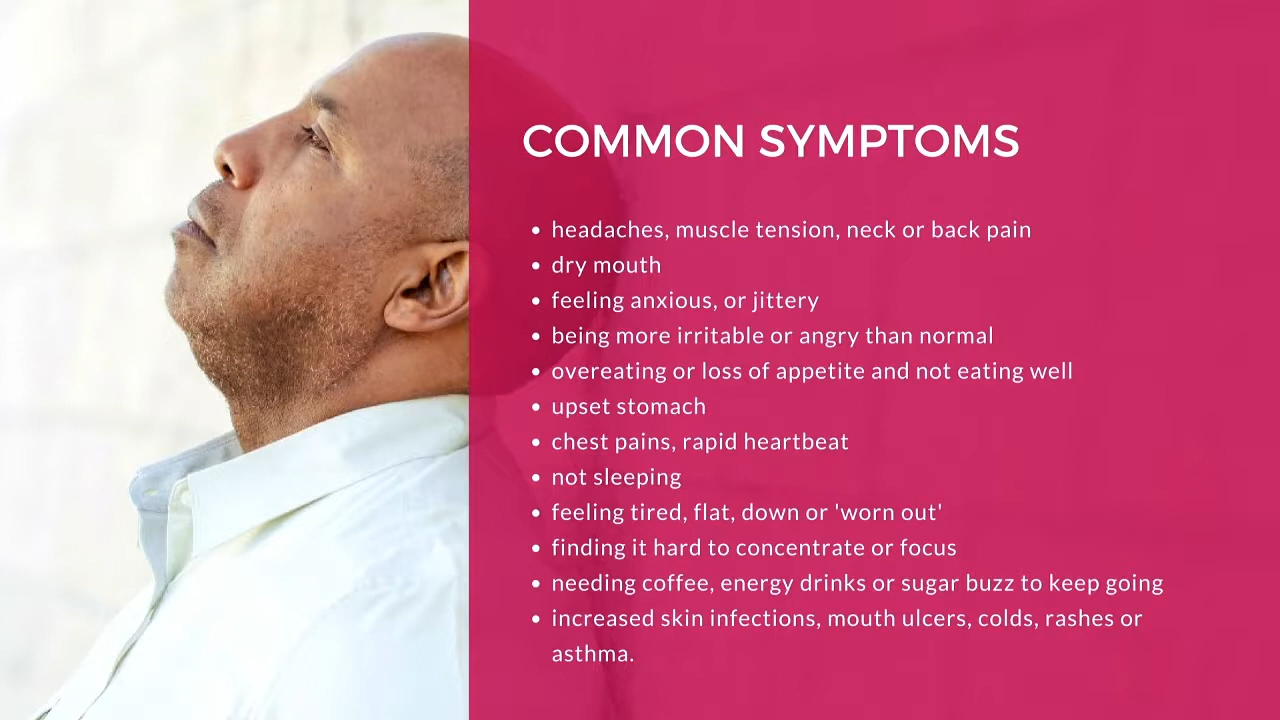 COMMON SYMPTOMS
• headaches, muscle tension, neck or back pain
• dry mouth
• feeling anxious, or jittery
• being more irritable or angry than normal
• overeating or loss of appetite and not eating well
• upset stomach
• chest pains, rapid heartbeat
• not sleeping
• feeling tired, flat, down or 'worn out'
• finding it hard to concentrate or focus
• needing coffee, energy drinks or sugar buzz to keep going
• increased skin infections, mouth ulcers, colds, rashes or
asthma.